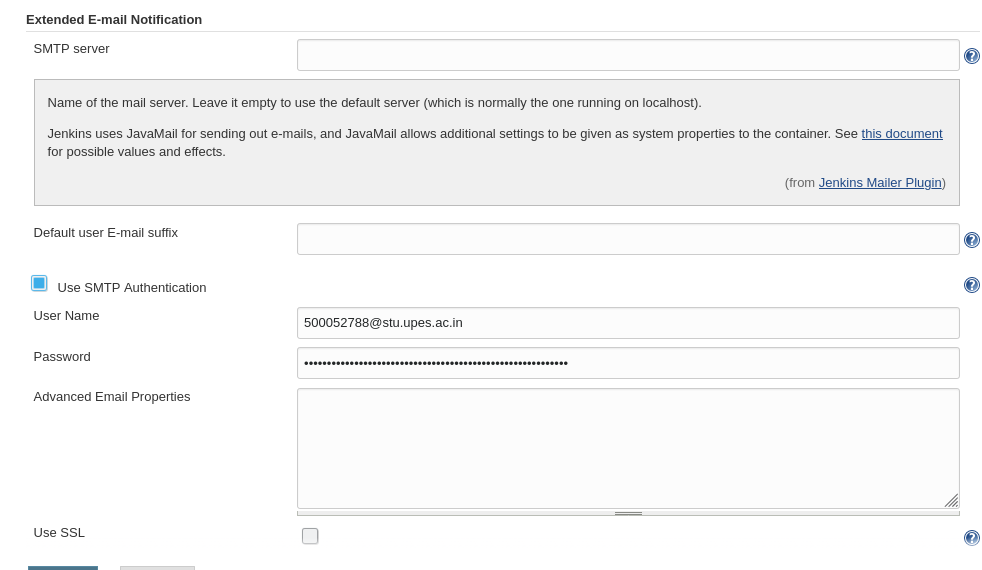 Extended E-mail Notification
SMTP server
Name of the mail server. Leave it empty to use the default server (which is normally the one running on localhost).
Jenkins uses JavaMail for sending out e-mails, and JavaMail allows additional settings to be given as system properties to the container. See this document
for possible values and effects.
(from Jenkins Mailer Plugin)
Default user E-mail suffix
Use SMTP Authentication
User Name
500052788@stu.upes.ac.in
Password
Advanced Email Properties
Use SSL